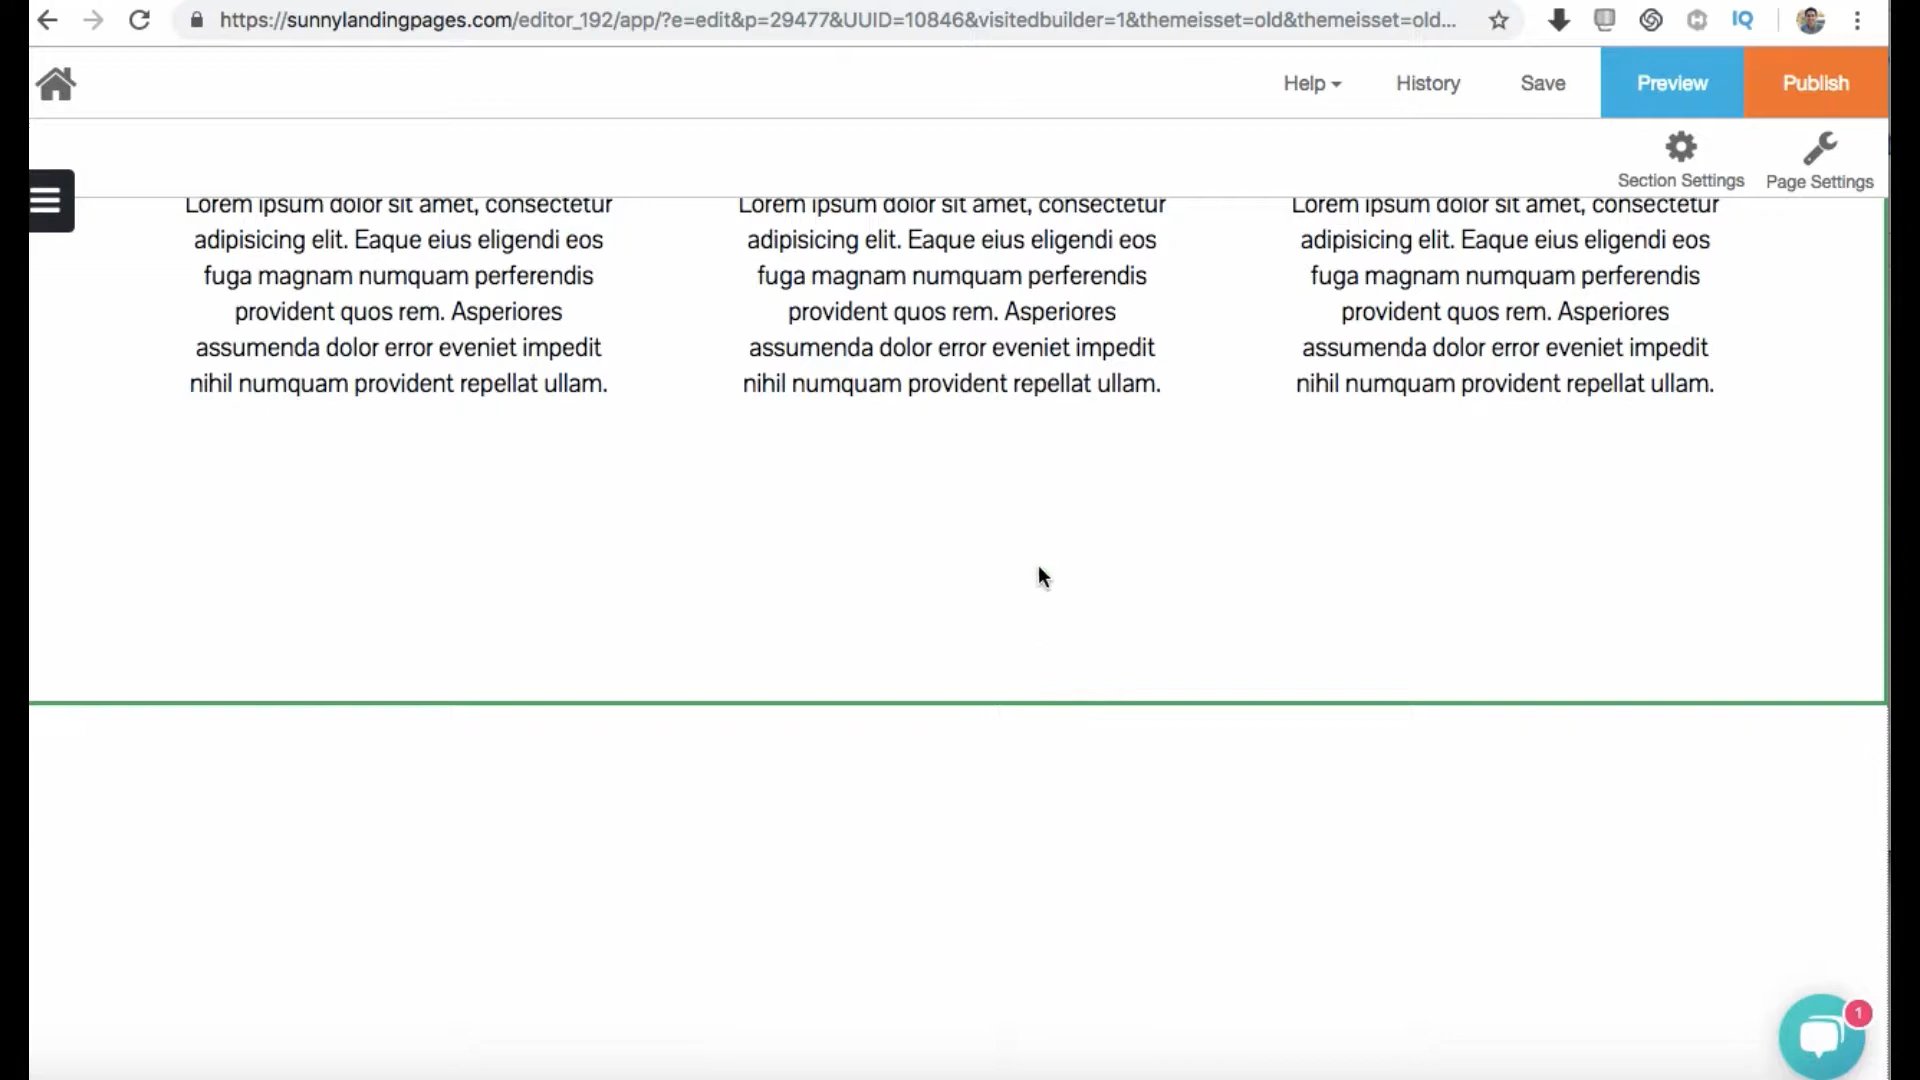 https://sunnylandingpages.com/editor_192/app/?e=edit&p=29477&UUID=10846&visitedbuilder=1&themeisset=old&themeisset=old...
IQ
Help
History
Save
Preview
Publish
Section Settings
Page Settings
Lorem ipsum dolor sit amet, consectetur
adipisicing elit. Eaque eius eligendi eos
fuga magnam numquam perferendis
provident quos rem. Asperiores
assumenda dolor error eveniet impedit
nihil numquam provident repellat ullam.
Lorem ipsum dolor sit amet, consectetur
adipisicing elit. Eaque eius eligendi eos
fuga magnam numquam perferendis
provident quos rem. Asperiores
assumenda dolor error eveniet impedit
nihil numquam provident repellat ullam.
Lorem ipsum dolor sit amet, consectetur
adipisicing elit. Eaque eius eligendi eos
fuga magnam numquam perferendis
provident quos rem. Asperiores
assumenda dolor error eveniet impedit
nihil numquam provident repellat ullam.
1